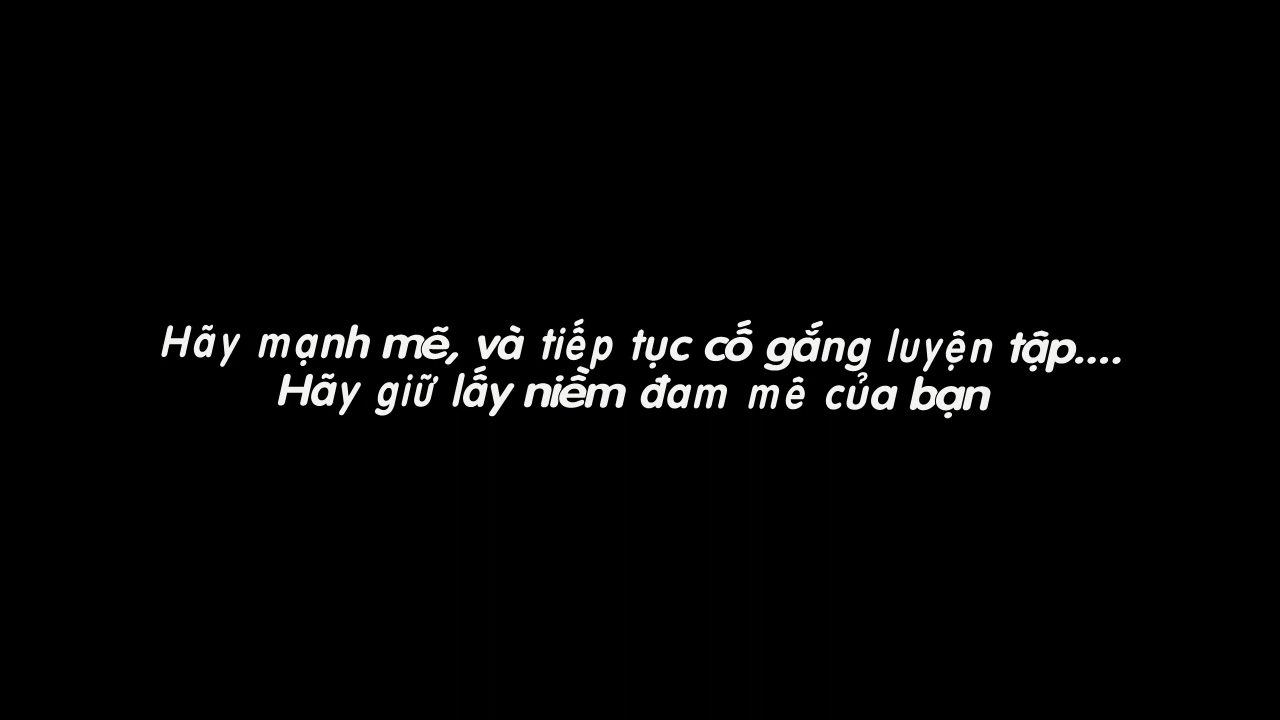 Hãy mạnh mẽ, và tiếp tục cố gắng luyện tập....
Hãy giữ lấy niềm đam mê của bạn